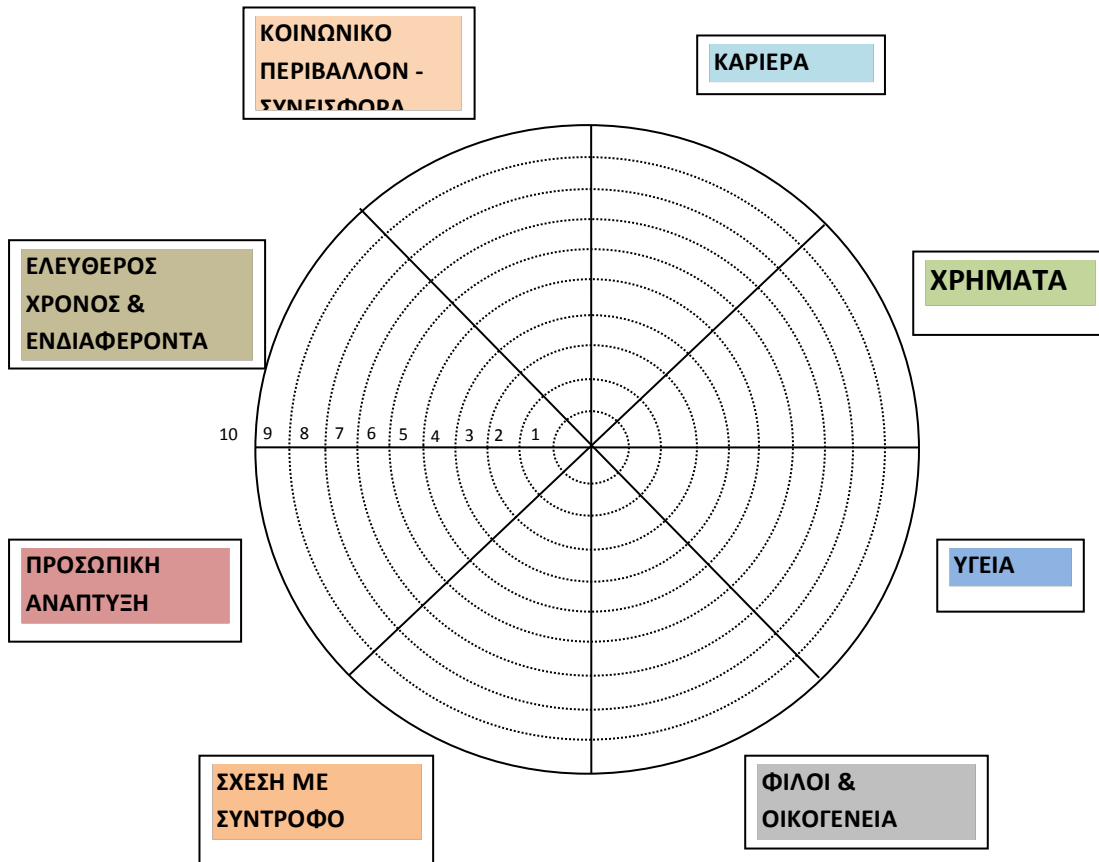 ΚΟΙΝΩΝΙΚΟ
ΠΕΡΙΒΑΛΛΟΝ -
ΣΥΝΕΙΣΦΟΡΑ
ΚΑΡΙΕΡΑ
ΕΛΕΥΘΕΡΟΣ
ΧΡΟΝΟΣ &
ΕΝΔΙΑΦΕΡΟΝΤΑ
ΧΡΗΜΑΤΑ
10 9 8 7 6 5 4 3 2 1
ΠΡΟΣΩΠΙΚΗ
ΑΝΑΠΤΥΞΗ
ΥΓΕΙΑ
ΣΧΕΣΗ ΜΕ
ΣΥΝΤΡΟΦΟ
ΦΙΛΟΙ &
ΟΙΚΟΓΕΝΕΙΑ